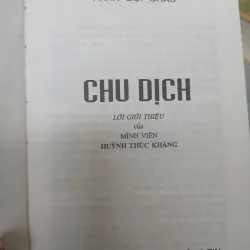 CHU DỊCH
LỜI GIỚI THIỆU
của
MINH VIÊN
HUỲNH THÚC KHÁNG